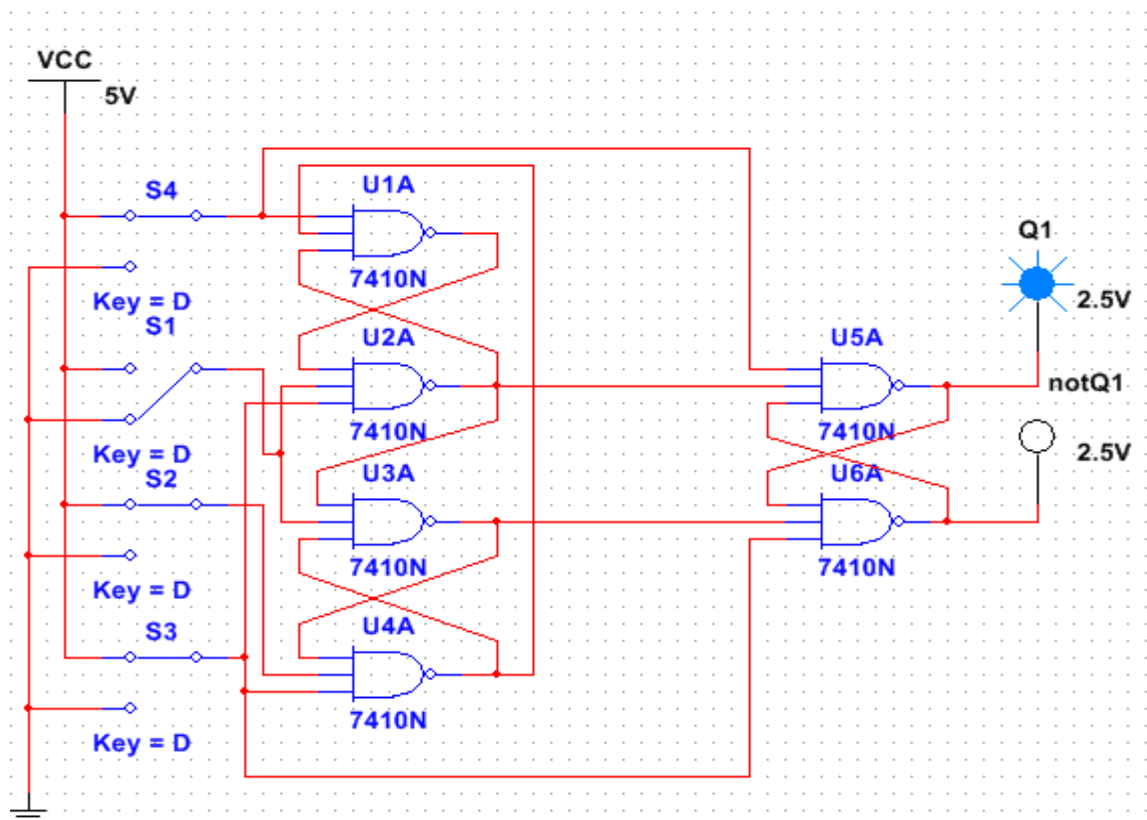 VCC
5V
S4
U1A
Q1
7410N
2.5V
Key = D
S1
U2A
U5A
notQ1
7410N
7410N
2.5V
Key = D
S2
U3A
U6A
7410N
7410N
Key = D
S3
U4A
7410N
Key = D